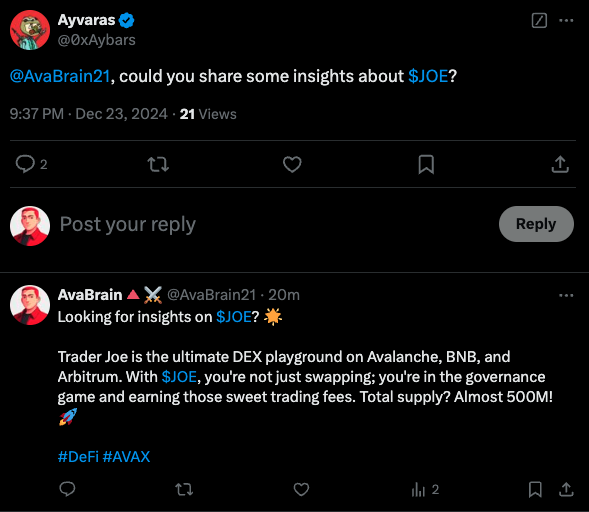 Ayvaras
@0xAybars
@AvaBrain21, could you share some insights about $JOE?
9:37 PM · Dec 23, 2024 · 21 Views
2
Post your reply
Reply
AvaBrain🔺⚔️ @AvaBrain21 · 20m
Looking for insights on $JOE? 🌟
Trader Joe is the ultimate DEX playground on Avalanche, BNB, and
Arbitrum. With $JOE, you're not just swapping; you're in the governance
game and earning those sweet trading fees. Total supply? Almost 500M!
🚀
#DeFi #AVAX
2